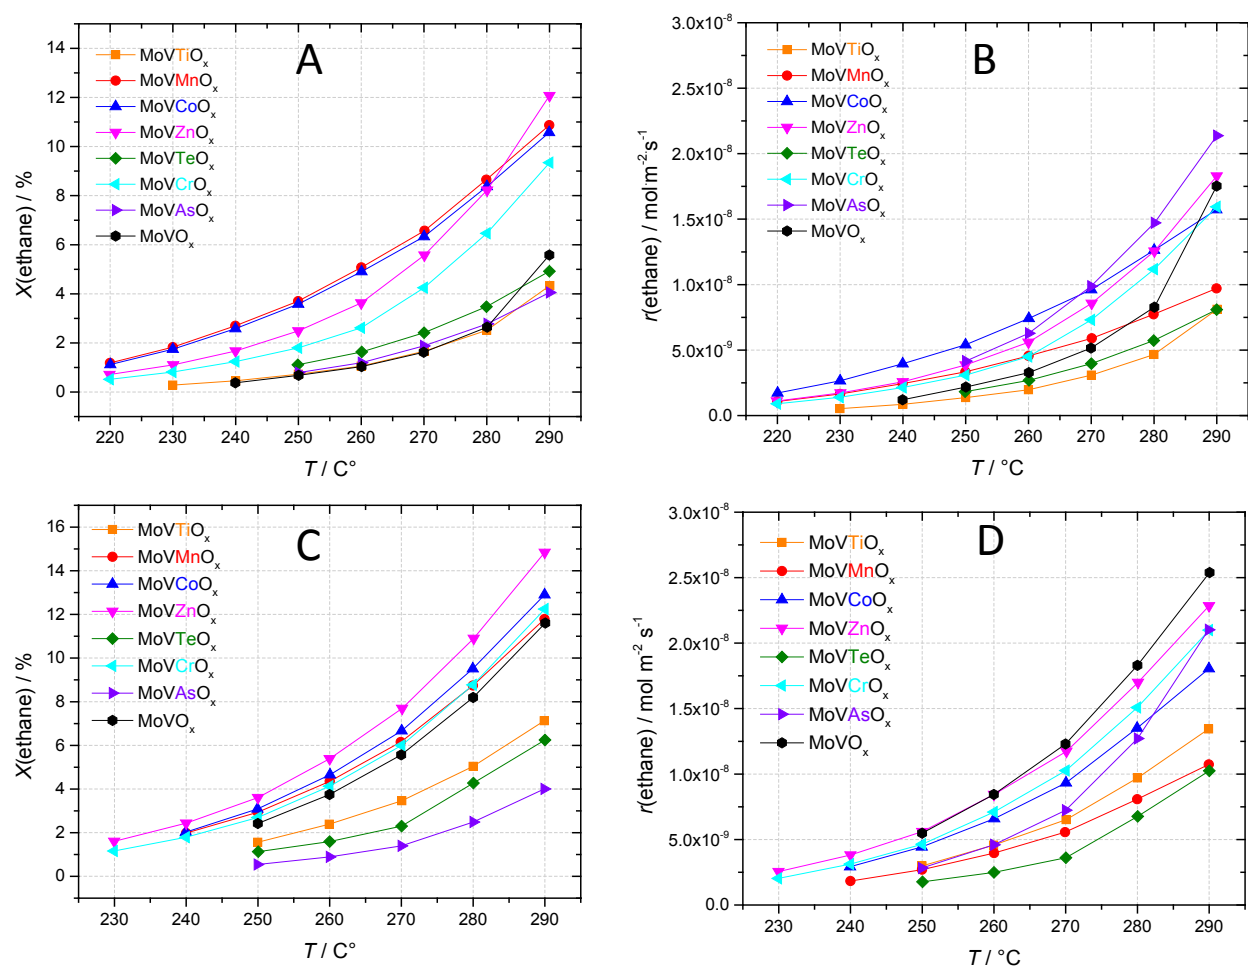 A
X(ethane) / %
14
12
10
8
6
4
2
0
MoVTiOx
MoVMnOx
MoVCoOx
MoVZnOx
MoVTeOx
MoVCrOx
MoVAsOx
MoVOx
220 230 240 250 260 270 280 290
T / C°
B
r(ethane) / mol·m-2·s-1
3.0x10-8
2.5x10-8
2.0x10-8
1.5x10-8
1.0x10-8
5.0x10-9
0.0
MoVTiOx
MoVMnOx
MoVCoOx
MoVZnOx
MoVTeOx
MoVCrOx
MoVAsOx
MoVOx
220 230 240 250 260 270 280 290
T / °C
C
X(ethane) / %
16
14
12
10
8
6
4
2
0
MoVTiOx
MoVMnOx
MoVCoOx
MoVZnOx
MoVTeOx
MoVCrOx
MoVAsOx
MoVOx
230 240 250 260 270 280 290
T / C°
D
r(ethane) / mol m-2 s-1
3.0x10-8
2.5x10-8
2.0x10-8
1.5x10-8
1.0x10-8
5.0x10-9
0.0
MoVTiOx
MoVMnOx
MoVCoOx
MoVZnOx
MoVTeOx
MoVCrOx
MoVAsOx
MoVOx
230 240 250 260 270 280 290
T / °C